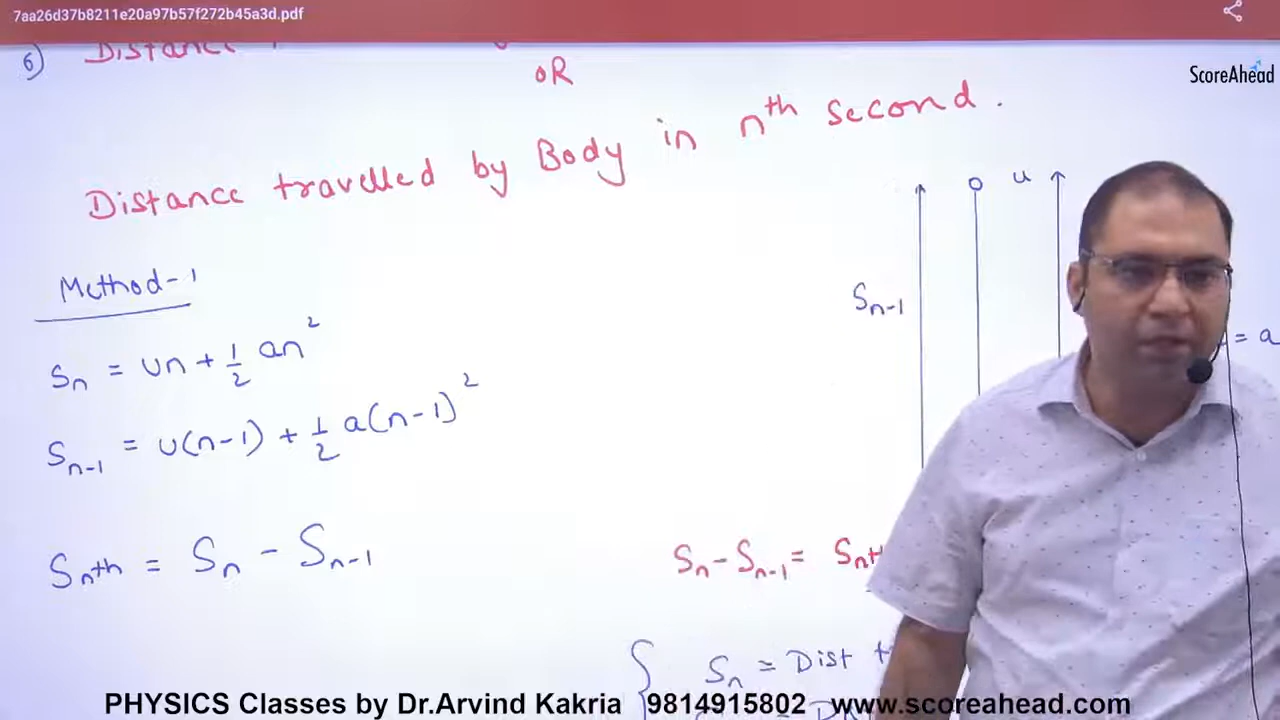 7aa26d37b8211e20a97b57f272b45a3d.pdf
ScoreAhead
6) Distance
OR
Distance travelled by Body in nth second.
u
Method-1
Sn-1
= a
Sn = un + 1/2 an²
Sn-1 = u(n-1) + 1/2 a(n-1)²
Snth = Sn - Sn-1
Sn - Sn-1 = Snt
Sn = Dist
PHYSICS Classes by Dr.Arvind Kakria 9814915802 www.scoreahead.com